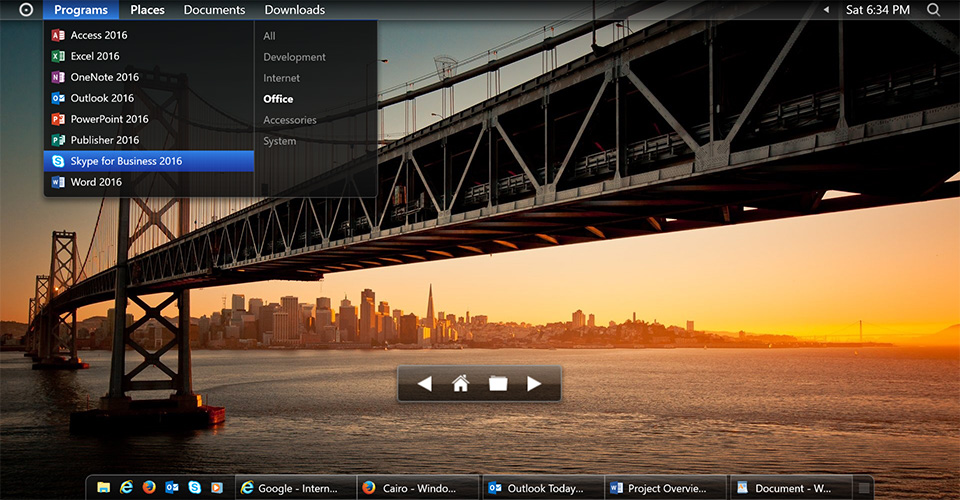 Programs Places Documents Downloads Sat 6:34 PM
Access 2016
Excel 2016
OneNote 2016
Outlook 2016
PowerPoint 2016
Publisher 2016
Skype for Business 2016
Word 2016
All
Development
Internet
Office
Accessories
System
Google - Intern... Cairo - Windo... Outlook Today... Project Overvie... Document - W...